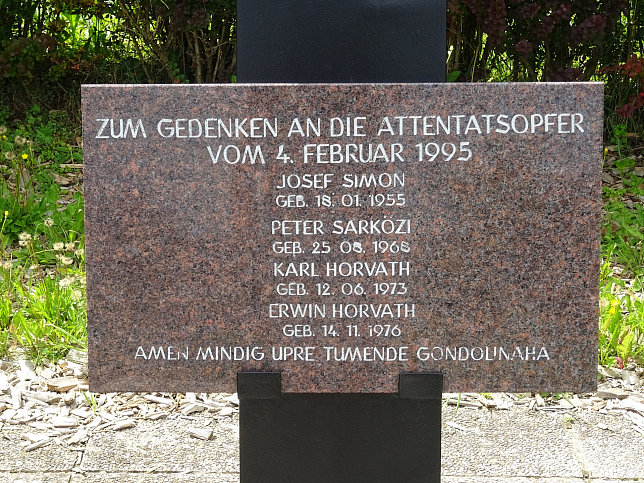 ZUM GEDENKEN AN DIE ATTENTATSOPFER
VOM 4. FEBRUAR 1995
JOSEF SIMON
GEB. 18. 01. 1955
PETER SARKÖZI
GEB. 25 08. 1968
KARL HORVATH
GEB. 12. 06. 1973
ERWIN HORVATH
GEB. 14. 11. 1976
AMEN MINDIG UPRE TUMENDE GONDOLINAHA